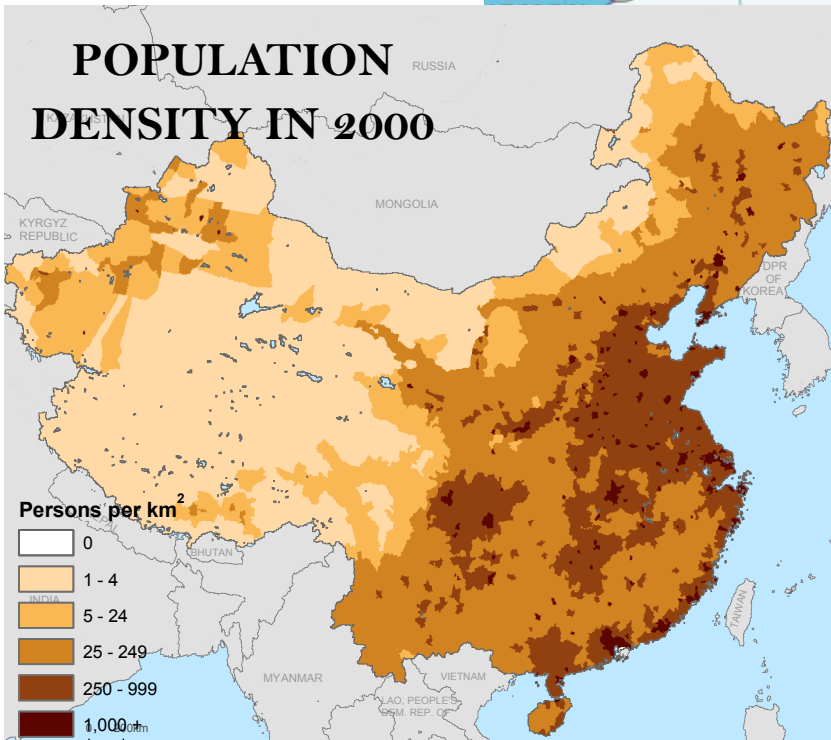 POPULATION
DENSITY IN 2000
RUSSIA
KAZAKHSTAN
MONGOLIA
KYRGYZ
REPUBLIC
DPR
OF
KOREA
Persons per km²
0
1 - 4
5 - 24
25 - 249
250 - 999
1,000 +
BHUTAN
INDIA
MYANMAR
VIETNAM
LAO, PEOPLE'S
DEM. REP. OF
TAIWAN